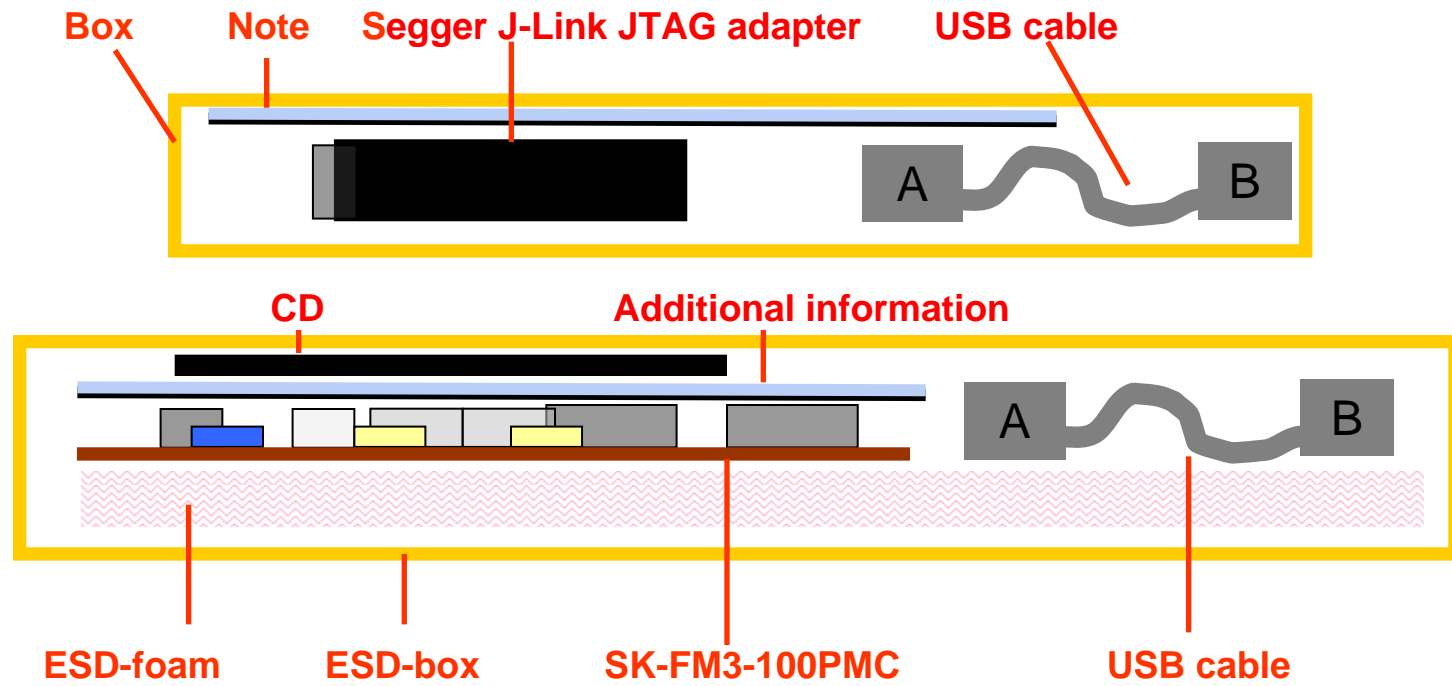 Box Note Segger J-Link JTAG adapter USB cable
A B
CD Additional information
A B
ESD-foam ESD-box SK-FM3-100PMC USB cable